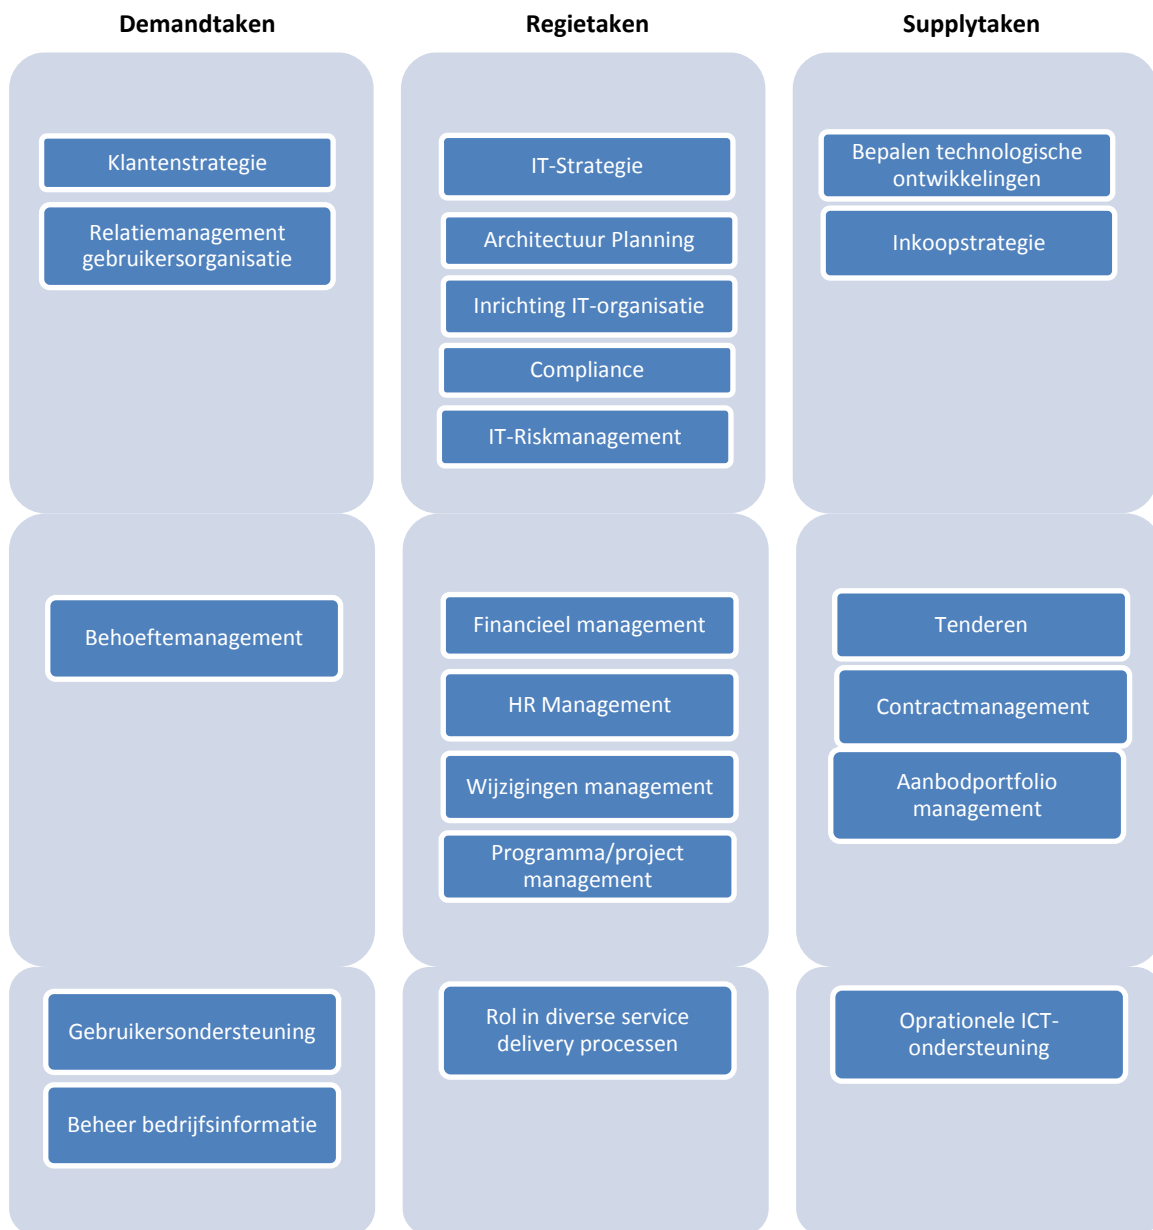 Demandtaken
Regietaken
Supplytaken
Klantenstrategie
Relatiemanagement
gebruikersorganisatie
IT-Strategie
Architectuur Planning
Inrichting IT-organisatie
Compliance
IT-Riskmanagement
Bepalen technologische
ontwikkelingen
Inkoopstrategie
Behoeftemanagement
Financieel management
HR Management
Wijzigingen management
Programma/project
management
Tenderen
Contractmanagement
Aanbodportfolio
management
Gebruikersondersteuning
Beheer bedrijfsinformatie
Rol in diverse service
delivery processen
Oprationele ICT-
ondersteuning